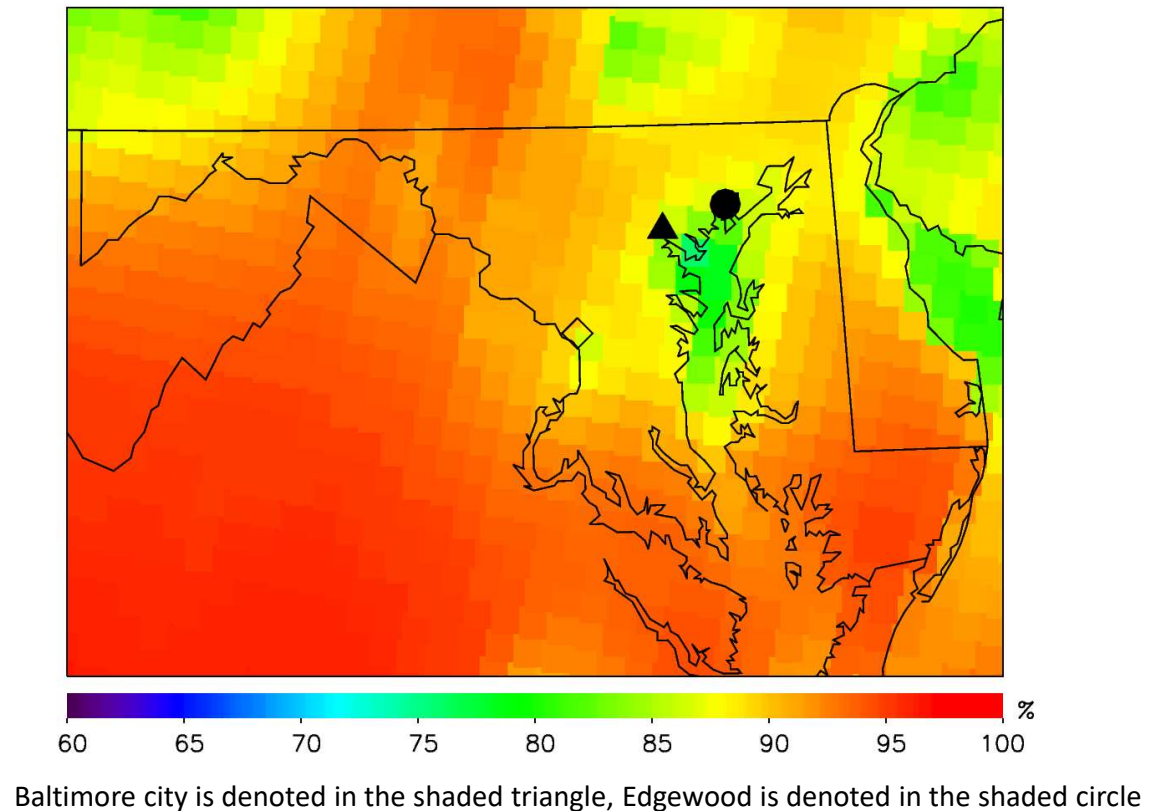 60 65 70 75 80 85 90 95 100 %
Baltimore city is denoted in the shaded triangle, Edgewood is denoted in the shaded circle